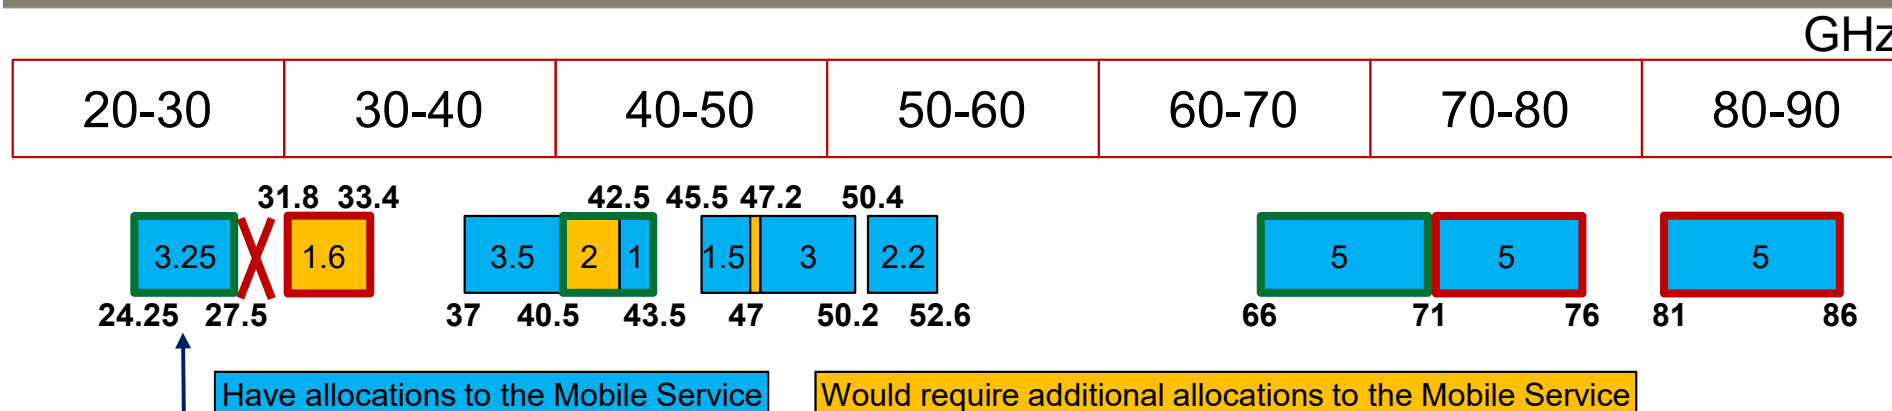 GHz
20-30 30-40 40-50 50-60 60-70 70-80 80-90
31.8 33.4 42.5 45.5 47.2 50.4
3.25 1.6 3.5 2 1 1.5 3 2.2 5 5 5
24.25 27.5 37 40.5 43.5 47 50.2 52.6 66 71 76 81 86
Have allocations to the Mobile Service Would require additional allocations to the Mobile Service